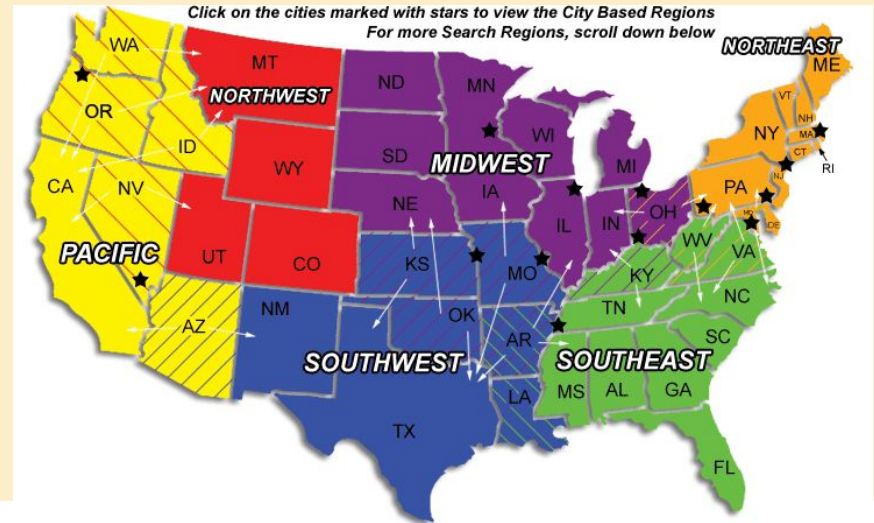 Click on the cities marked with stars to view the City Based Regions
For more Search Regions, scroll down below
NORTHEAST
WA
MT
ND
MN
ME
NORTHWEST
VT
OR
NH
WI
NY
MA
ID
SD
MIDWEST
MI
CT
RI
WY
CA
NV
IA
PA
NJ
NE
OH
IL
IN
MD
DE
WV
PACIFIC
UT
CO
KS
MO
KY
VA
NM
OK
TN
NC
AZ
AR
SC
SOUTHWEST
SOUTHEAST
LA
MS
AL
GA
TX
FL